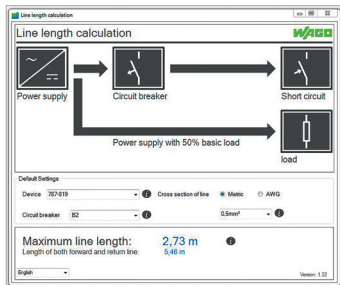 Line length calculation
Line length calculation
WAGO
Power supply
Circuit breaker
Short circuit
Power supply with 50% basic load
load
Default Settings
Device 787-819 Cross section of line Metric AWG
Circuit breaker B2 0.5mm²
Maximum line length: 2,73 m
Length of both forward and return line: 5,46 m
English Version: 1.32